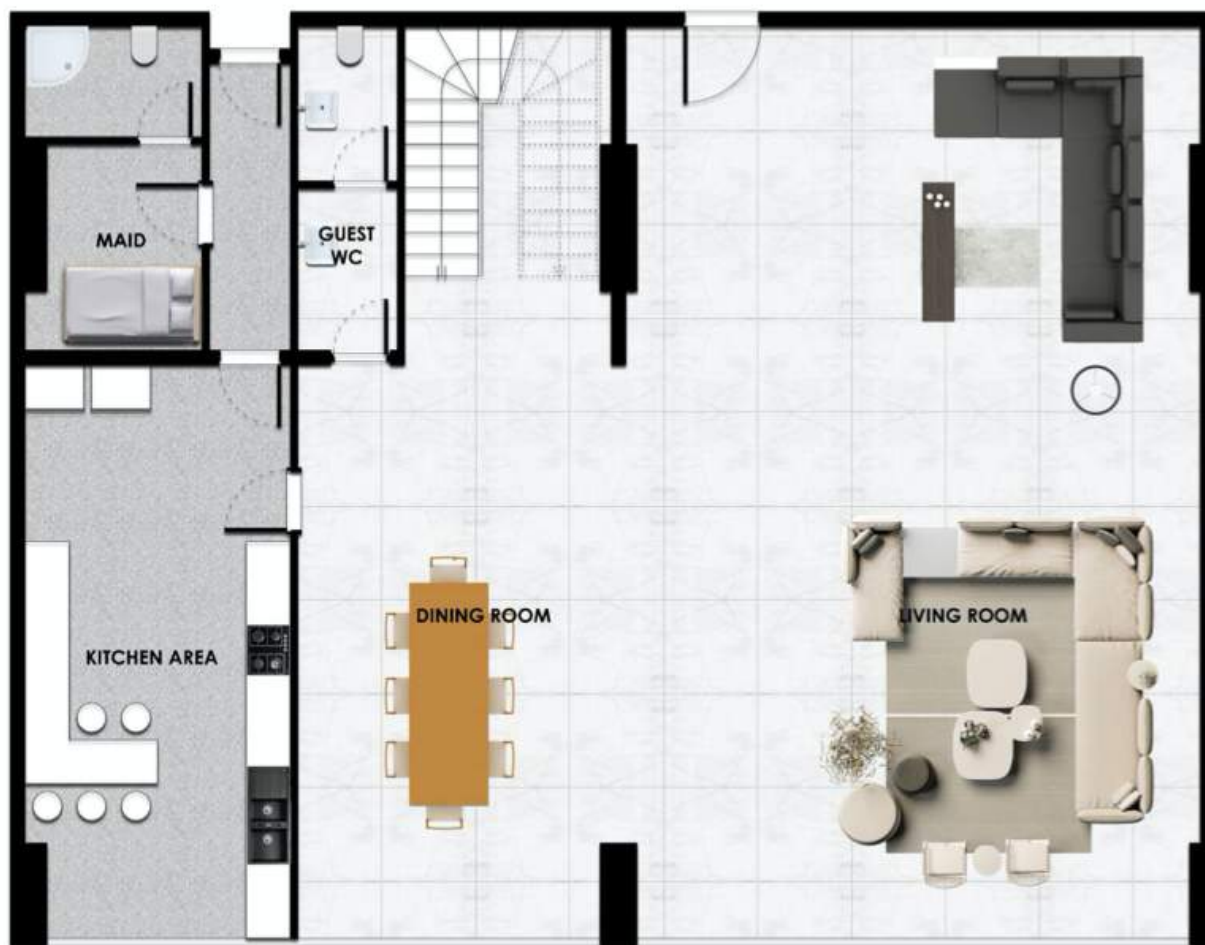 MAID
GUEST
WC
DINING ROOM
LIVING ROOM
KITCHEN AREA